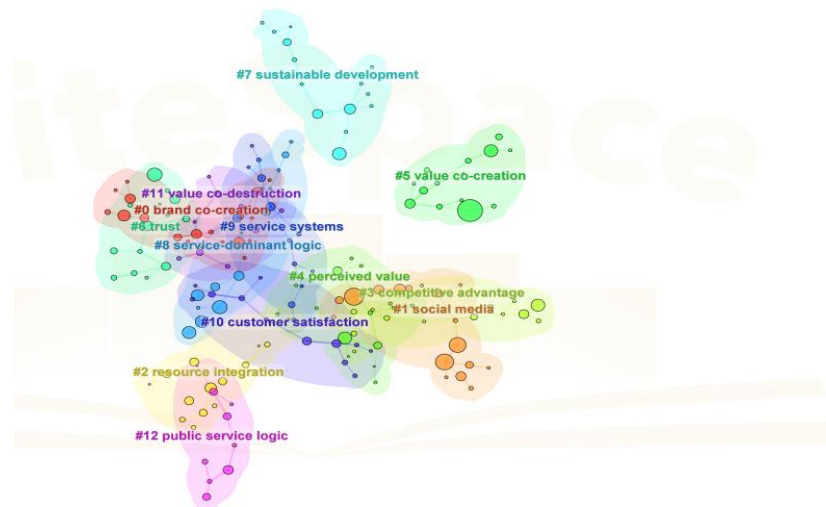 #7 sustainable development
#5 value co-creation
#11 value co-destruction
#0 brand co-creation
#6 trust
#9 service systems
#8 service-dominant logic
#4 perceived value
#3 competitive advantage
#1 social media
#10 customer satisfaction
#2 resource integration
#12 public service logic
iteSpace